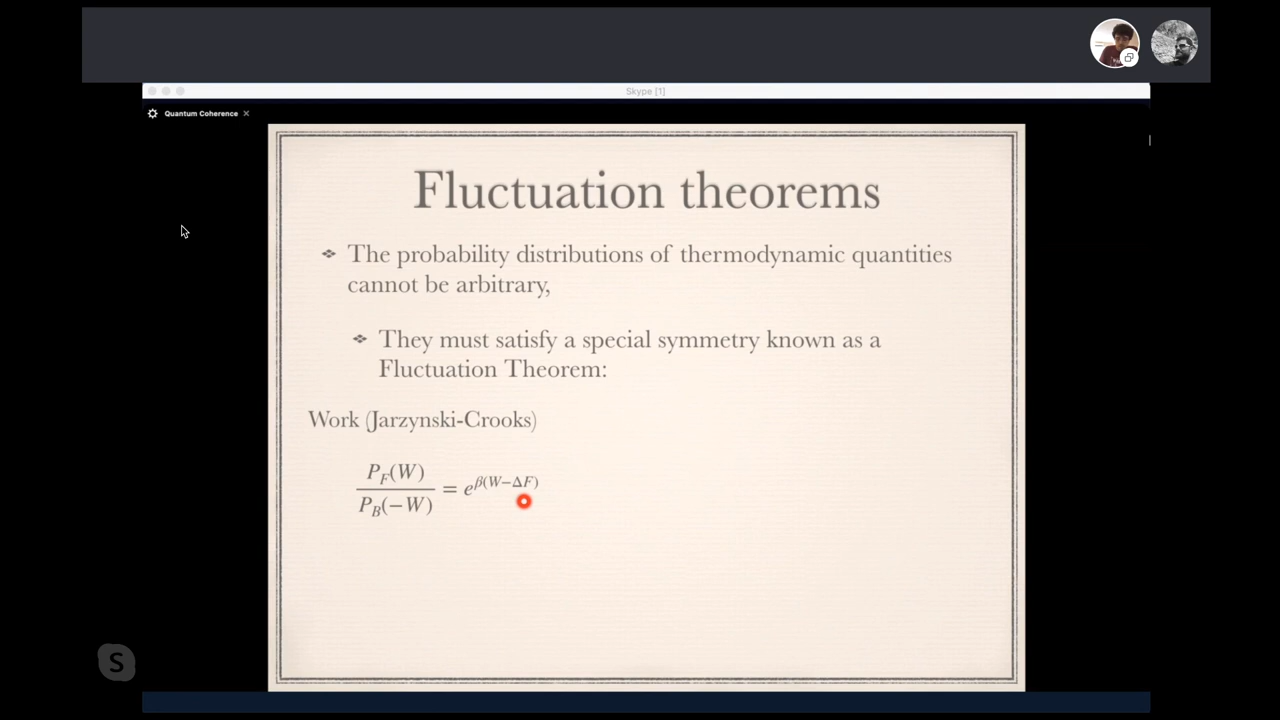 Skype [1]
Quantum Coherence
Fluctuation theorems
The probability distributions of thermodynamic quantities
cannot be arbitrary,
They must satisfy a special symmetry known as a
Fluctuation Theorem:
Work (Jarzynski-Crooks)
P_F(W) / P_B(−W) = e^{β(W−ΔF)}
S